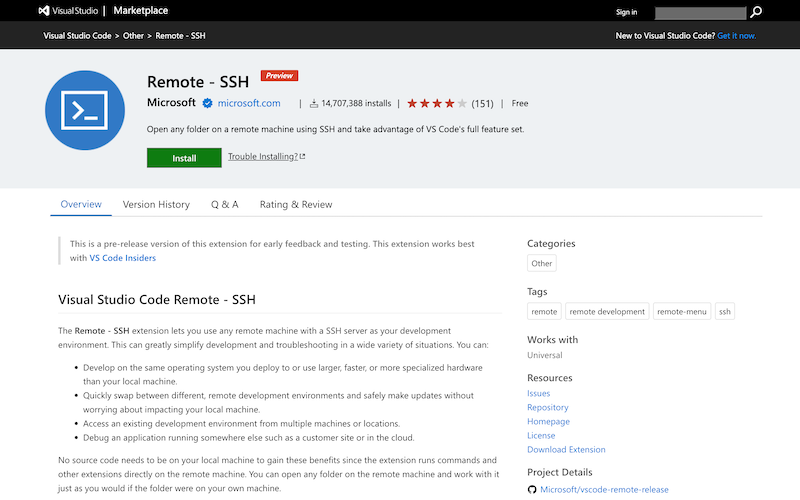 Visual Studio | Marketplace
Sign in
Visual Studio Code > Other > Remote - SSH
New to Visual Studio Code? Get it now.
Remote - SSH Preview
Microsoft microsoft.com | 14,707,388 installs | (151) | Free
Open any folder on a remote machine using SSH and take advantage of VS Code's full feature set.
Install Trouble Installing?
Overview Version History Q & A Rating & Review
This is a pre-release version of this extension for early feedback and testing. This extension works best
with VS Code Insiders
Visual Studio Code Remote - SSH
The Remote - SSH extension lets you use any remote machine with a SSH server as your development
environment. This can greatly simplify development and troubleshooting in a wide variety of situations. You can:
• Develop on the same operating system you deploy to or use larger, faster, or more specialized hardware
than your local machine.
• Quickly swap between different, remote development environments and safely make updates without
worrying about impacting your local machine.
• Access an existing development environment from multiple machines or locations.
• Debug an application running somewhere else such as a customer site or in the cloud.
No source code needs to be on your local machine to gain these benefits since the extension runs commands and
other extensions directly on the remote machine. You can open any folder on the remote machine and work with it
just as you would if the folder were on your own machine.
Categories
Other
Tags
remote remote development remote-menu ssh
Works with
Universal
Resources
Issues
Repository
Homepage
License
Download Extension
Project Details
Microsoft/vscode-remote-release